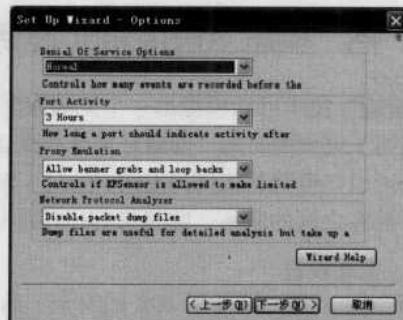 Set Up Wizard - Options
Denial Of Service Options
Normal
Controls how many events are recorded before the
Port Activity
3 Hours
How long a port should indicate activity after
Proxy Emulation
Allow banner grabs and loop backs
Controls if KFSensor is allowed to make limited
Network Protocol Analyzer
Disable packet dump files
Dump files are useful for detailed analysis but take up a
Wizard Help
< 上一步(B)
下一步(N) >
取消